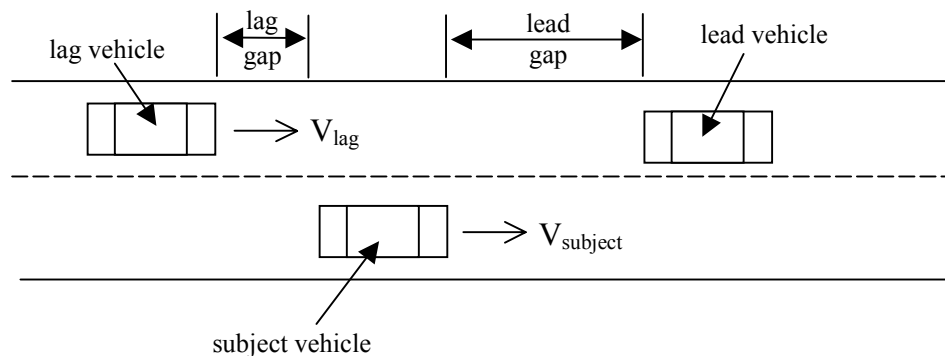 lag
gap
lead
gap
lag vehicle
lead vehicle
V_lag
V_subject
subject vehicle